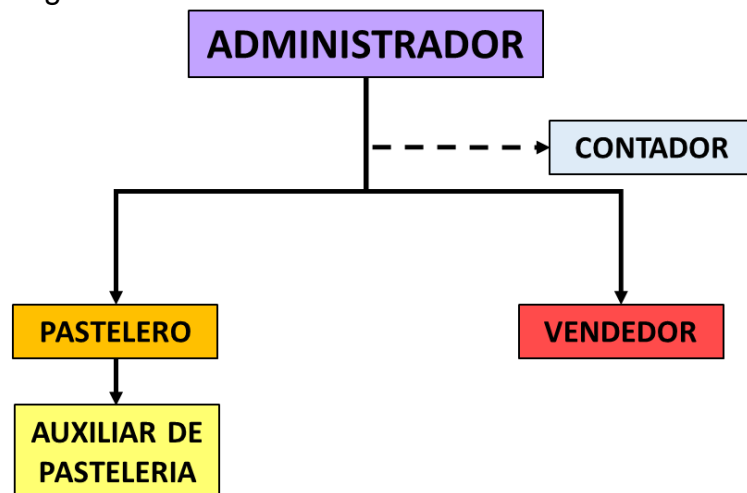 ADMINISTRADOR
CONTADOR
PASTELERO
VENDEDOR
AUXILIAR DE
PASTELERIA